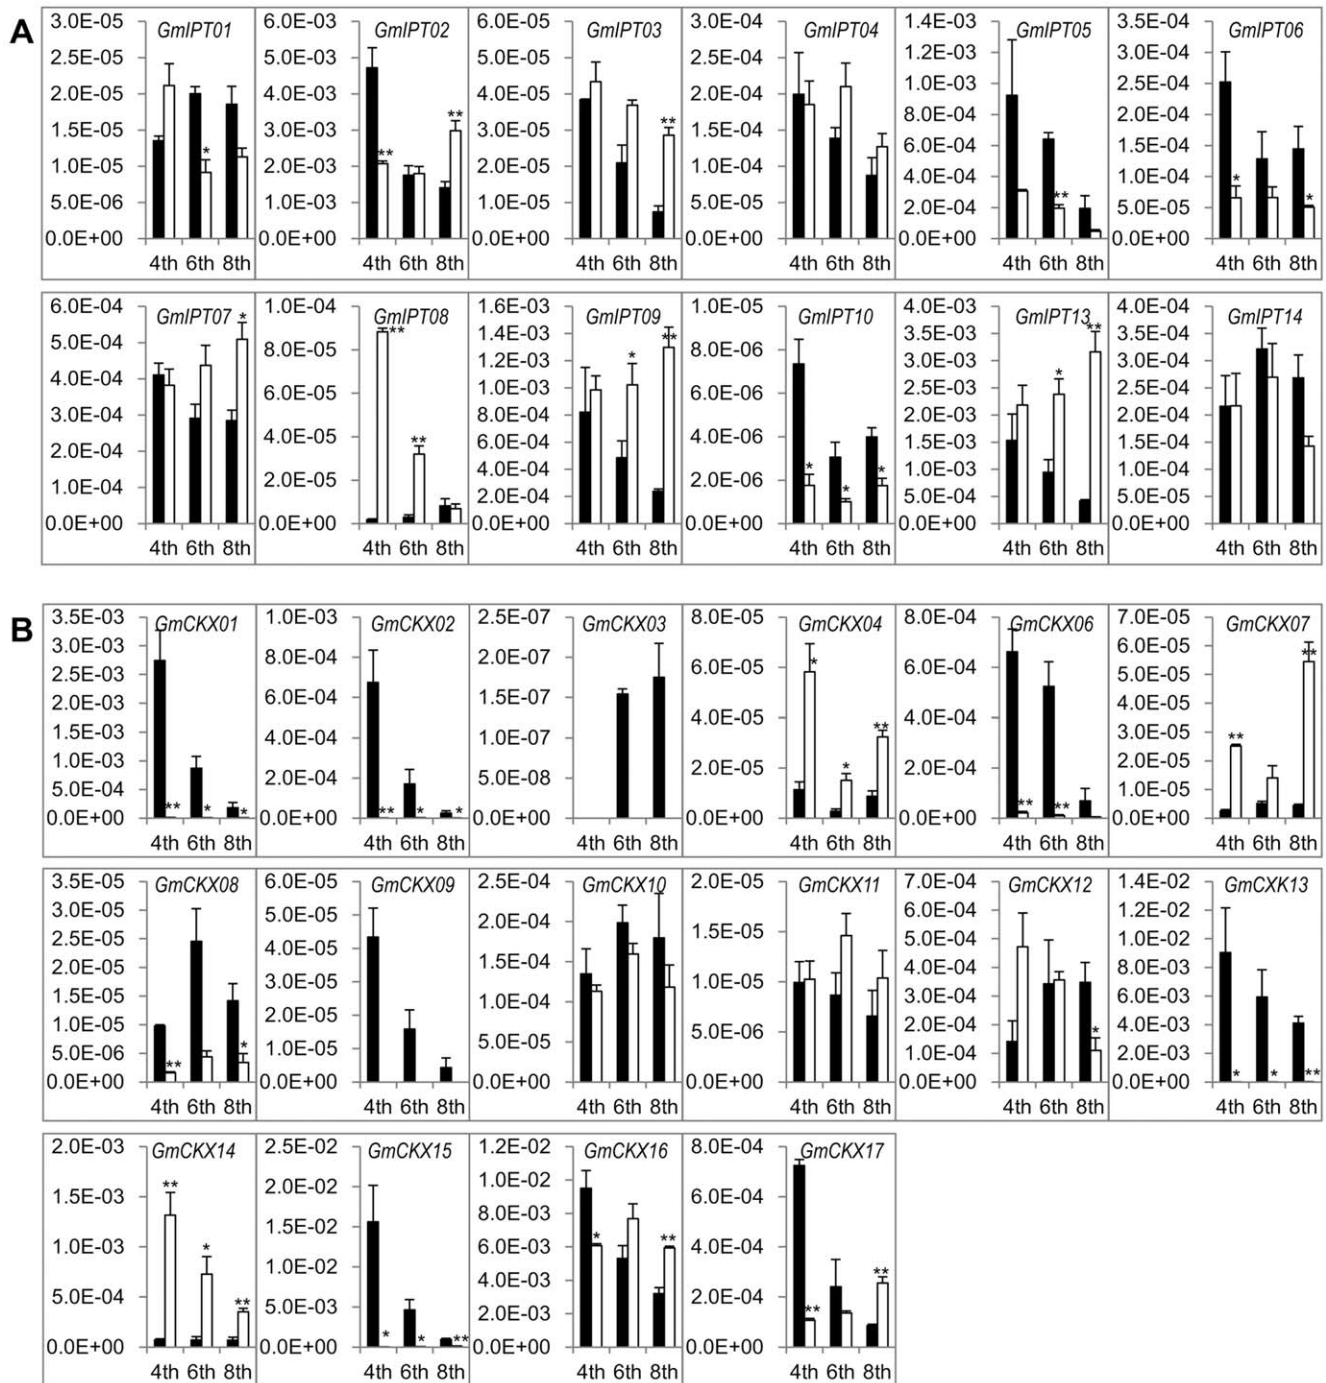 A
GmIPT01
3.0E-05
2.5E-05
2.0E-05
1.5E-05
1.0E-05
5.0E-06
0.0E+00
*
4th 6th 8th
GmIPT02
6.0E-03
5.0E-03
4.0E-03
3.0E-03
2.0E-03
1.0E-03
0.0E+00
**
**
4th 6th 8th
GmIPT03
6.0E-05
5.0E-05
4.0E-05
3.0E-05
2.0E-05
1.0E-05
0.0E+00
**
4th 6th 8th
GmIPT04
3.0E-04
2.5E-04
2.0E-04
1.5E-04
1.0E-04
5.0E-05
0.0E+00
4th 6th 8th
GmIPT05
1.4E-03
1.2E-03
1.0E-03
8.0E-04
6.0E-04
4.0E-04
2.0E-04
0.0E+00
**
4th 6th 8th
GmIPT06
3.5E-04
3.0E-04
2.5E-04
2.0E-04
1.5E-04
1.0E-04
5.0E-05
0.0E+00
*
*
4th 6th 8th
GmIPT07
6.0E-04
5.0E-04
4.0E-04
3.0E-04
2.0E-04
1.0E-04
0.0E+00
*
4th 6th 8th
GmIPT08
1.0E-04
8.0E-05
6.0E-05
4.0E-05
2.0E-05
0.0E+00
**
**
4th 6th 8th
GmIPT09
1.6E-03
1.4E-03
1.2E-03
1.0E-03
8.0E-04
6.0E-04
4.0E-04
2.0E-04
0.0E+00
*
**
4th 6th 8th
GmIPT10
1.0E-05
8.0E-06
6.0E-06
4.0E-06
2.0E-06
0.0E+00
*
*
*
4th 6th 8th
GmIPT13
4.0E-03
3.5E-03
3.0E-03
2.5E-03
2.0E-03
1.5E-03
1.0E-03
5.0E-04
0.0E+00
*
**
4th 6th 8th
GmIPT14
4.0E-04
3.5E-04
3.0E-04
2.5E-04
2.0E-04
1.5E-04
1.0E-04
5.0E-05
0.0E+00
4th 6th 8th
B
GmCKX01
3.5E-03
3.0E-03
2.5E-03
2.0E-03
1.5E-03
1.0E-03
5.0E-04
0.0E+00
**
*
*
4th 6th 8th
GmCKX02
1.0E-03
8.0E-04
6.0E-04
4.0E-04
2.0E-04
0.0E+00
**
*
*
4th 6th 8th
GmCKX03
2.5E-07
2.0E-07
1.5E-07
1.0E-07
5.0E-08
0.0E+00
4th 6th 8th
GmCKX04
8.0E-05
6.0E-05
4.0E-05
2.0E-05
0.0E+00
*
*
**
4th 6th 8th
GmCKX06
8.0E-04
6.0E-04
4.0E-04
2.0E-04
0.0E+00
**
**
4th 6th 8th
GmCKX07
7.0E-05
6.0E-05
5.0E-05
4.0E-05
3.0E-05
2.0E-05
1.0E-05
0.0E+00
**
**
4th 6th 8th
GmCKX08
3.5E-05
3.0E-05
2.5E-05
2.0E-05
1.5E-05
1.0E-05
5.0E-06
0.0E+00
**
*
4th 6th 8th
GmCKX09
6.0E-05
5.0E-05
4.0E-05
3.0E-05
2.0E-05
1.0E-05
0.0E+00
4th 6th 8th
GmCKX10
2.5E-04
2.0E-04
1.5E-04
1.0E-04
5.0E-05
0.0E+00
4th 6th 8th
GmCKX11
2.0E-05
1.5E-05
1.0E-05
5.0E-06
0.0E+00
4th 6th 8th
GmCKX12
7.0E-04
6.0E-04
5.0E-04
4.0E-04
3.0E-04
2.0E-04
1.0E-04
0.0E+00
*
4th 6th 8th
GmCXK13
1.4E-02
1.2E-02
1.0E-02
8.0E-03
6.0E-03
4.0E-03
2.0E-03
0.0E+00
*
*
**
4th 6th 8th
GmCKX14
2.0E-03
1.5E-03
1.0E-03
5.0E-04
0.0E+00
**
*
**
4th 6th 8th
GmCKX15
2.5E-02
2.0E-02
1.5E-02
1.0E-02
5.0E-03
0.0E+00
*
*
**
4th 6th 8th
GmCKX16
1.2E-02
1.0E-02
8.0E-03
6.0E-03
4.0E-03
2.0E-03
0.0E+00
*
**
4th 6th 8th
GmCKX17
8.0E-04
6.0E-04
4.0E-04
2.0E-04
0.0E+00
**
**
4th 6th 8th